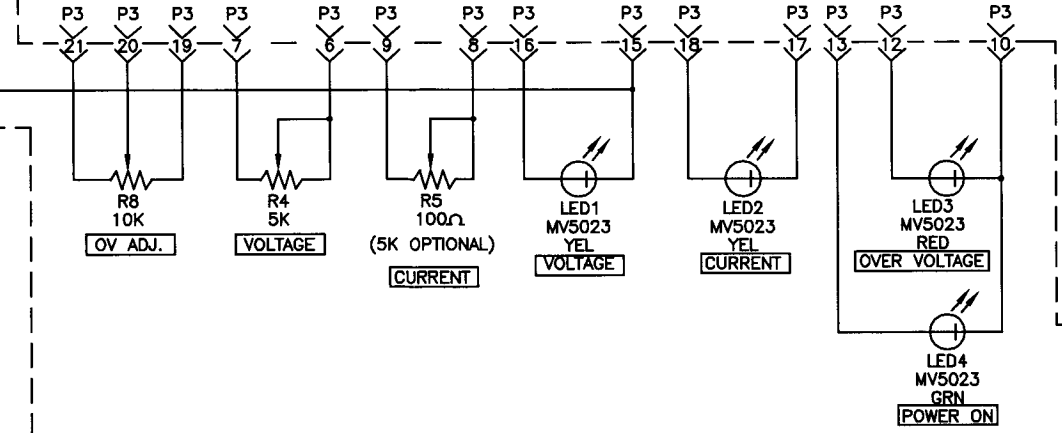 P3 P3 P3 P3 P3 P3 P3 P3 P3 P3 P3 P3 P3 P3
21 20 19 7 6 9 8 16 15 18 17 13 12 10
R8
10K
OV ADJ.
R4
5K
VOLTAGE
R5
100Ω
(5K OPTIONAL)
CURRENT
LED1
MV5023
YEL
VOLTAGE
LED2
MV5023
YEL
CURRENT
LED3
MV5023
RED
OVER VOLTAGE
LED4
MV5023
GRN
POWER ON